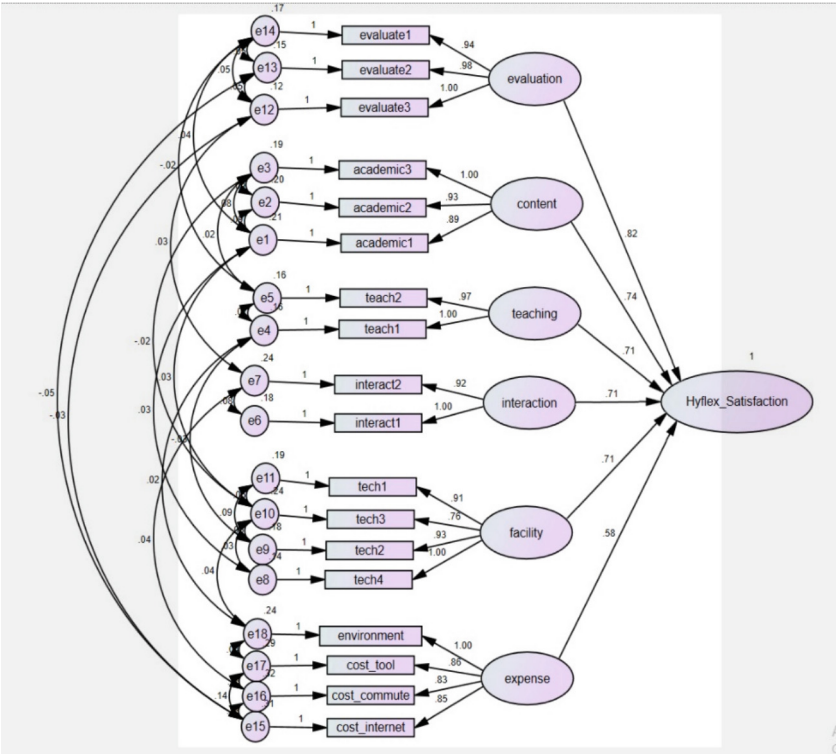 .17
e14 1 evaluate1 .94
.15
e13 1 evaluate2 .98 evaluation
.05
.12
e12 1 evaluate3 1.00
.04
-.02
.19
e3 1 academic3 1.00
.20
e2 1 academic2 .93 content
.08
.21
e1 1 academic1 .89
.02
.03
.82
.16
e5 1 teach2 .97
.74
teaching
.16
e4 1 teach1 1.00
-.02
.71
.24
1
e7 1 interact2 .92
.03
-.05
interaction .71 Hyflex_Satisfaction
.18
.08
.03
-.03
e6 1 interact1 1.00
.19
.71
.02
e11 1 tech1 .91
.24
.09
e10 1 tech3 .76
facility
.58
.18
.03
e9 1 tech2 .93
.04
.14
.04
e8 1 tech4 1.00
.24
e18 1 environment 1.00
.29
e17 1 cost_tool .86
expense
.32
.14
e16 1 cost_commute .83
e15 1 cost_internet .85